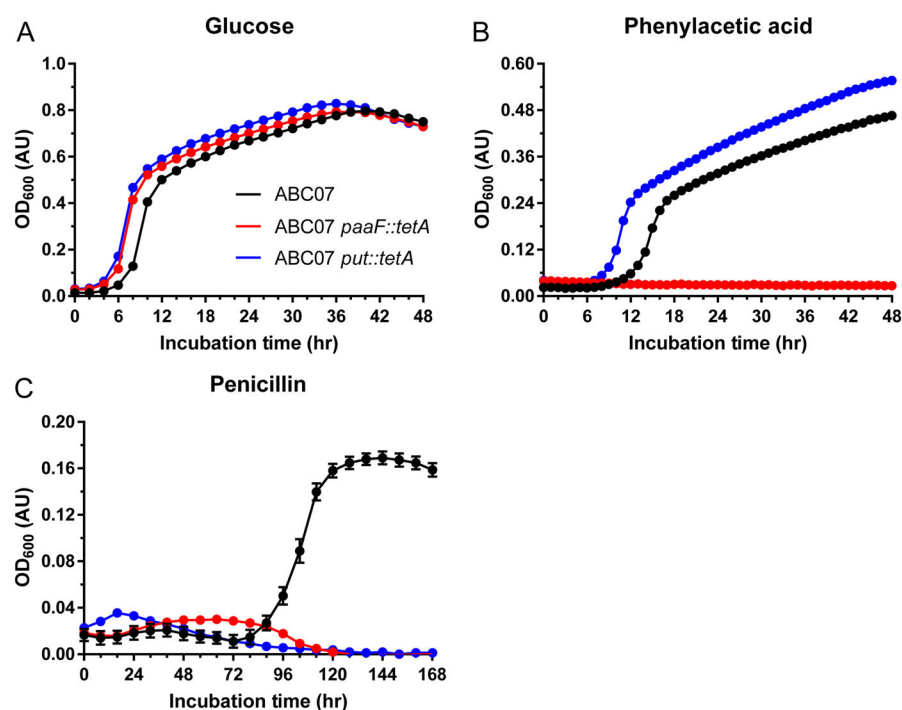 A
Glucose
OD600 (AU)
1.0
0.8
0.6
0.4
0.2
0.0
ABC07
ABC07 paaF::tetA
ABC07 put::tetA
0 6 12 18 24 30 36 42 48
Incubation time (hr)
B
Phenylacetic acid
OD600 (AU)
0.60
0.48
0.36
0.24
0.12
0.00
0 6 12 18 24 30 36 42 48
Incubation time (hr)
C
Penicillin
OD600 (AU)
0.20
0.16
0.12
0.08
0.04
0.00
0 24 48 72 96 120 144 168
Incubation time (hr)